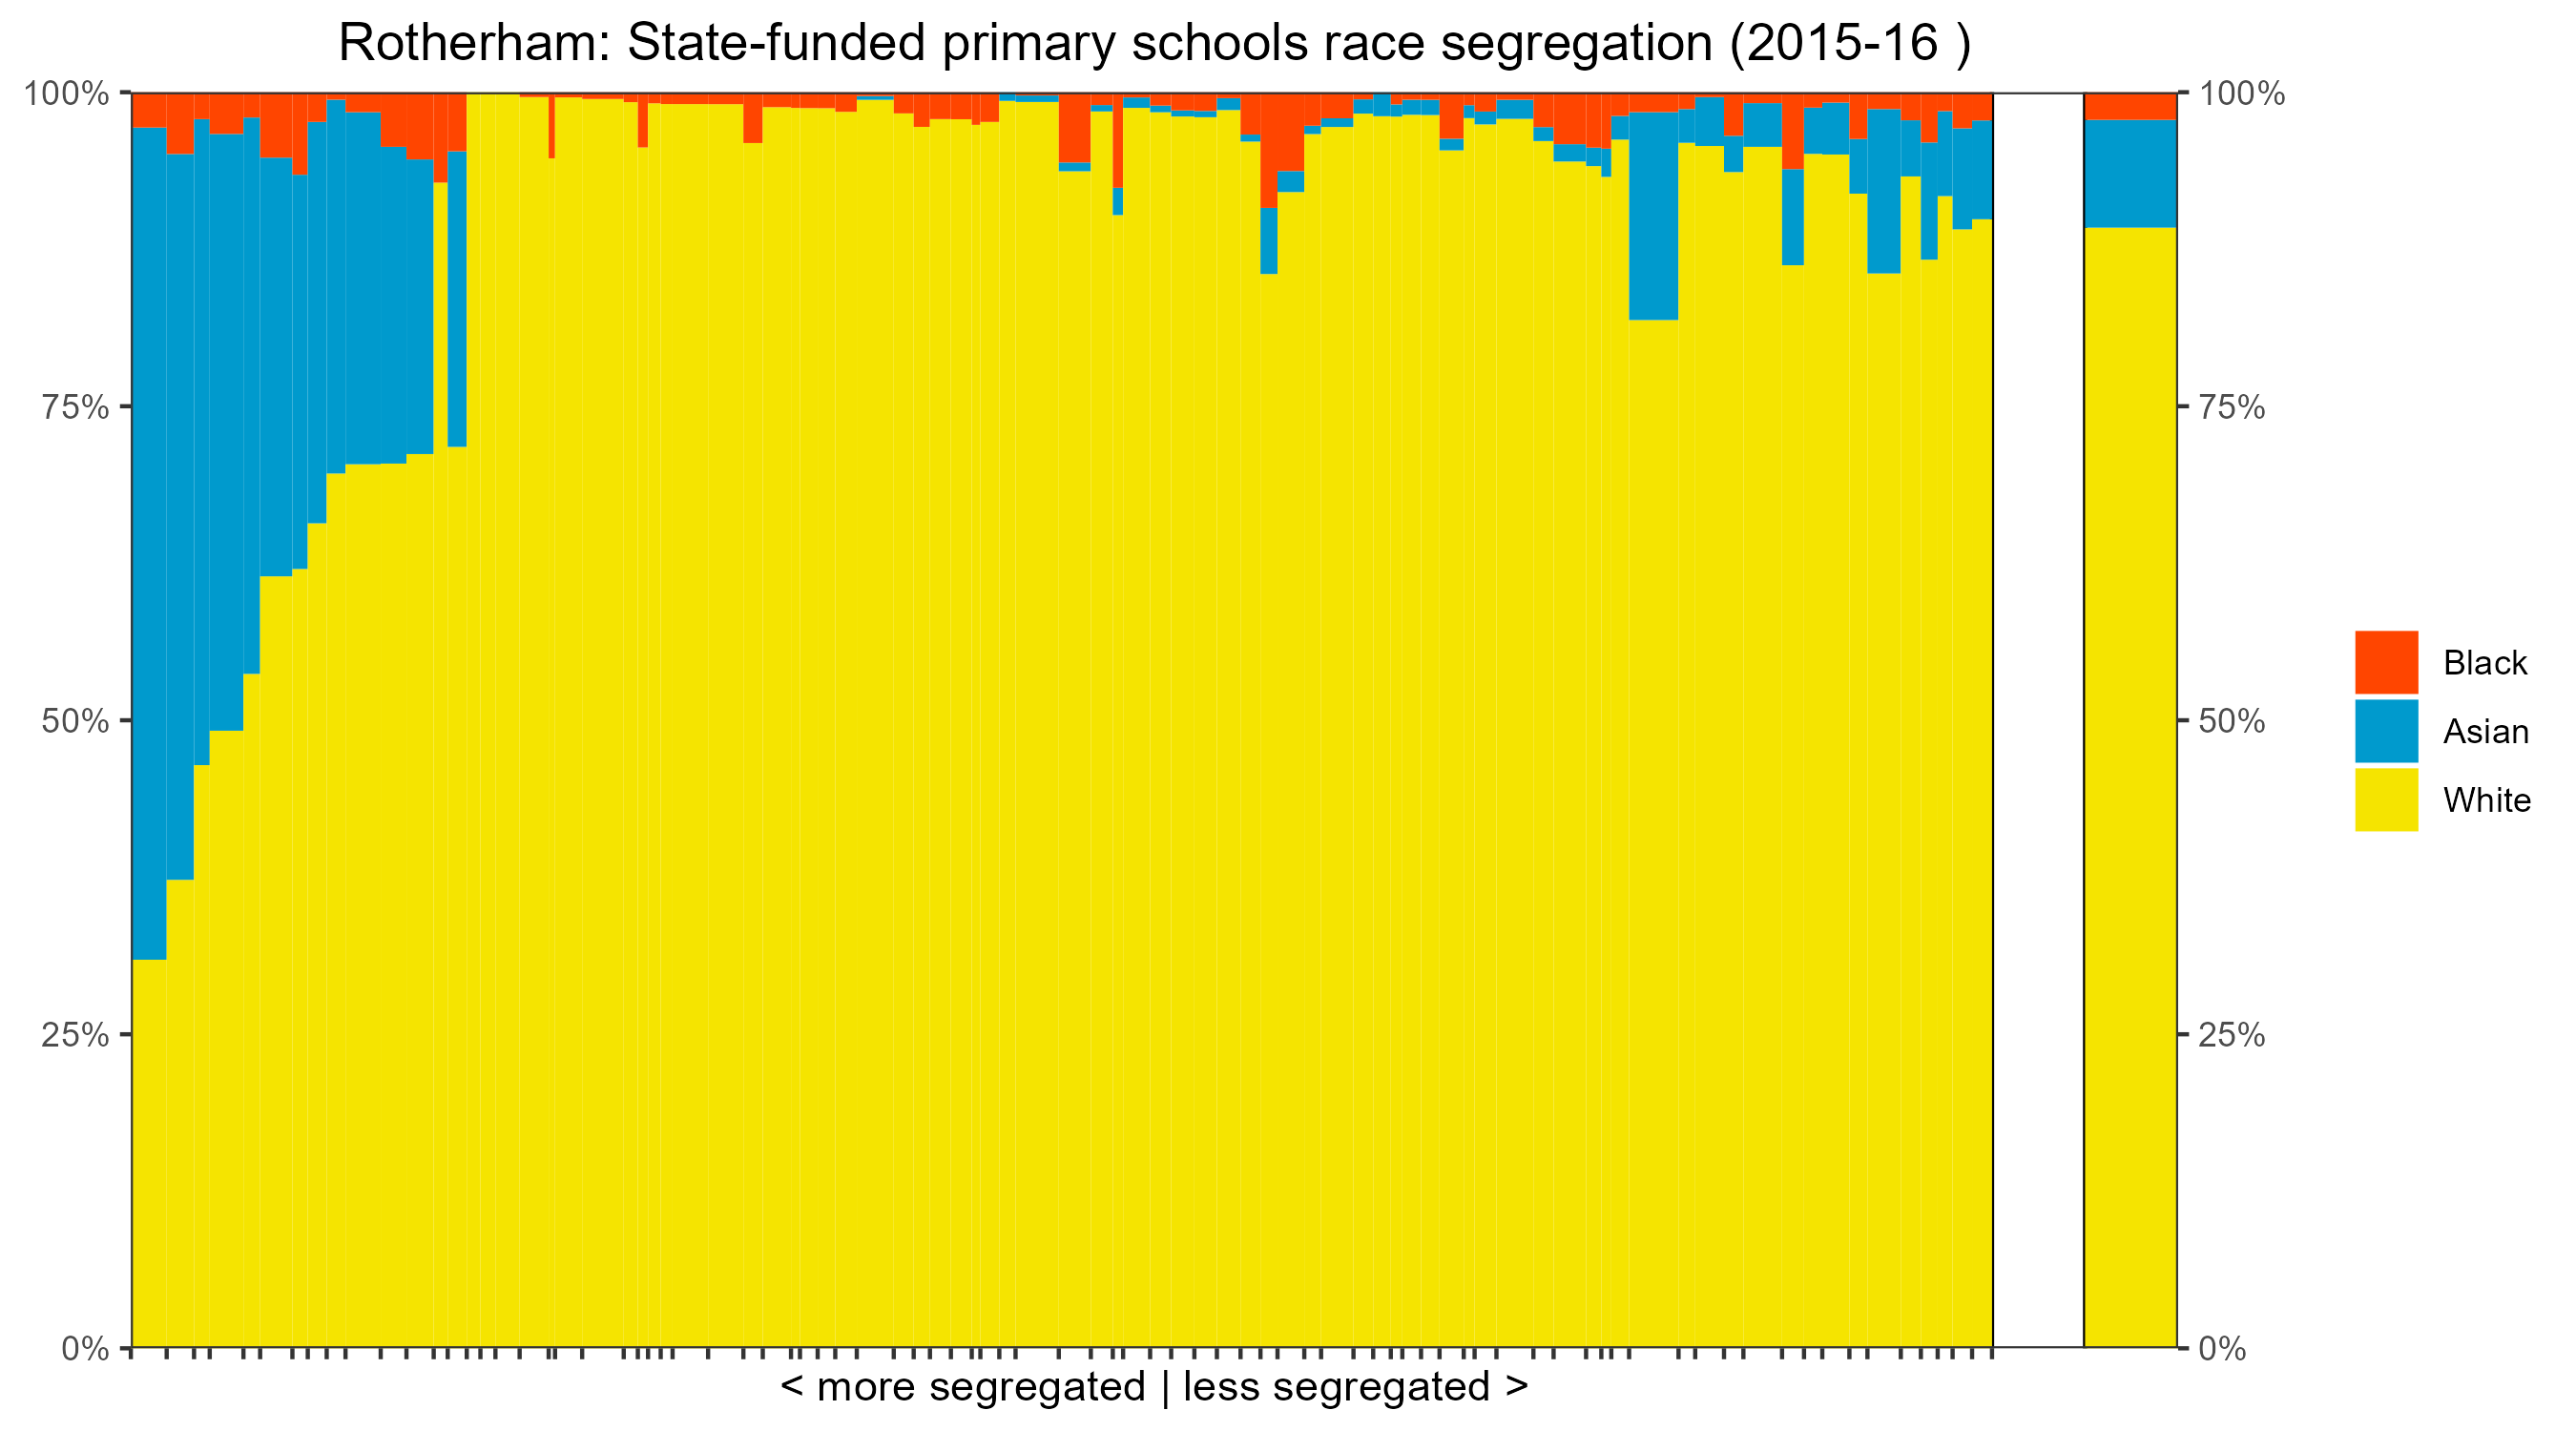 Rotherham: State-funded primary schools race segregation (2015-16 )
100%
75%
50%
25%
0%
100%
75%
50%
25%
0%
Black
Asian
White
< more segregated | less segregated >